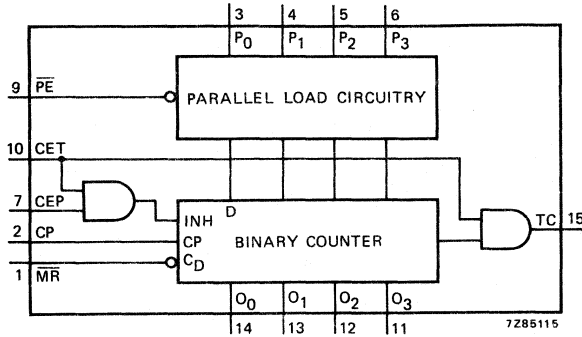 3 4 5 6
P0 P1 P2 P3
9 PE
PARALLEL LOAD CIRCUITRY
10 CET
7 CEP
D
INH
TC 15
2 CP
CP
BINARY COUNTER
CD
1 MR
O0 O1 O2 O3
14 13 12 11
7Z85115